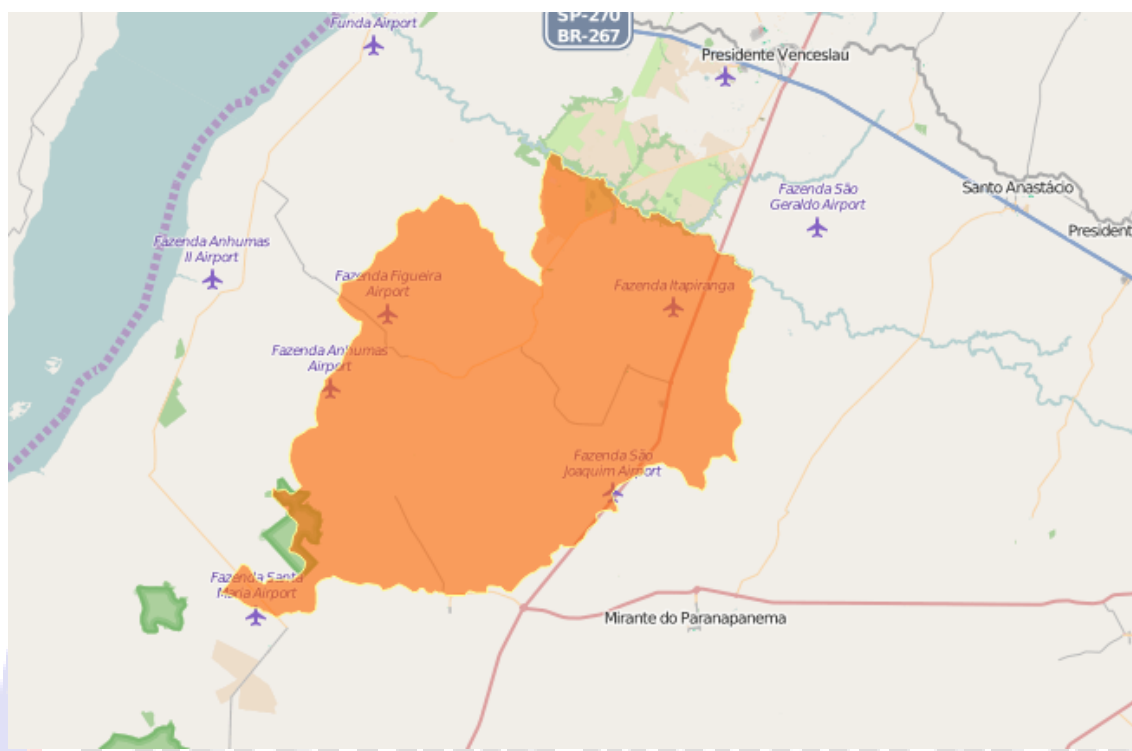 SP-270
BR-267
Funda Airport
Presidente Venceslau
Santo Anastácio
Fazenda São
Geraldo Airport
President
Fazenda Anhumas
II Airport
Fazenda Figueira
Airport
Fazenda Itapiranga
Fazenda Anhumas
Airport
Fazenda São
Joaquim Airport
Fazenda Santa
Maria Airport
Mirante do Paranapanema